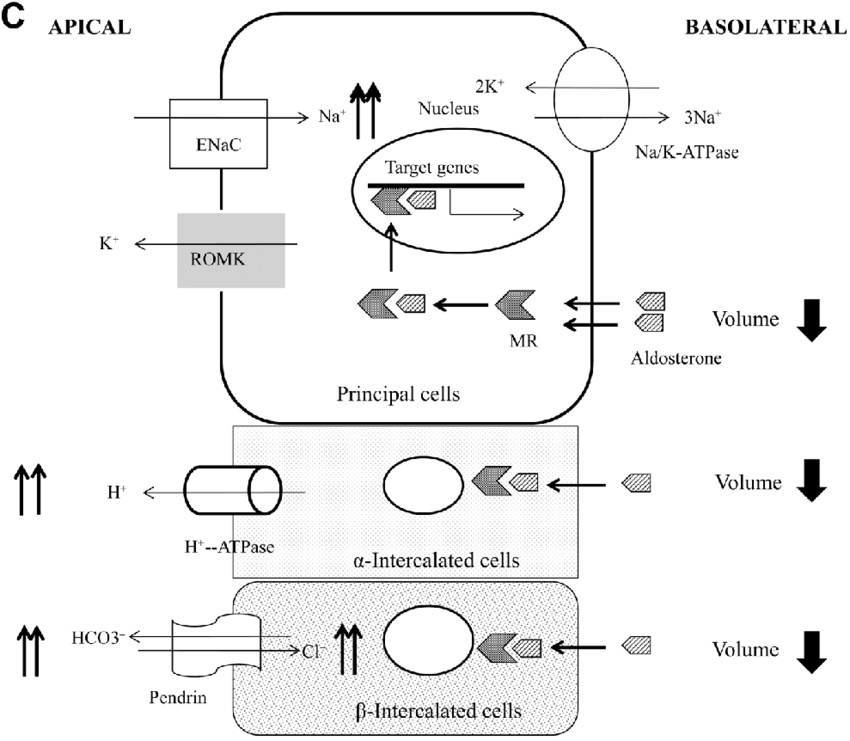 C
APICAL
BASOLATERAL
2K⁺
Na⁺
Nucleus
3Na⁺
ENaC
Na/K-ATPase
Target genes
K⁺
ROMK
Volume
MR
Aldosterone
Principal cells
H⁺
Volume
H⁺--ATPase
α-Intercalated cells
HCO3⁻
Cl⁻
Volume
Pendrin
β-Intercalated cells